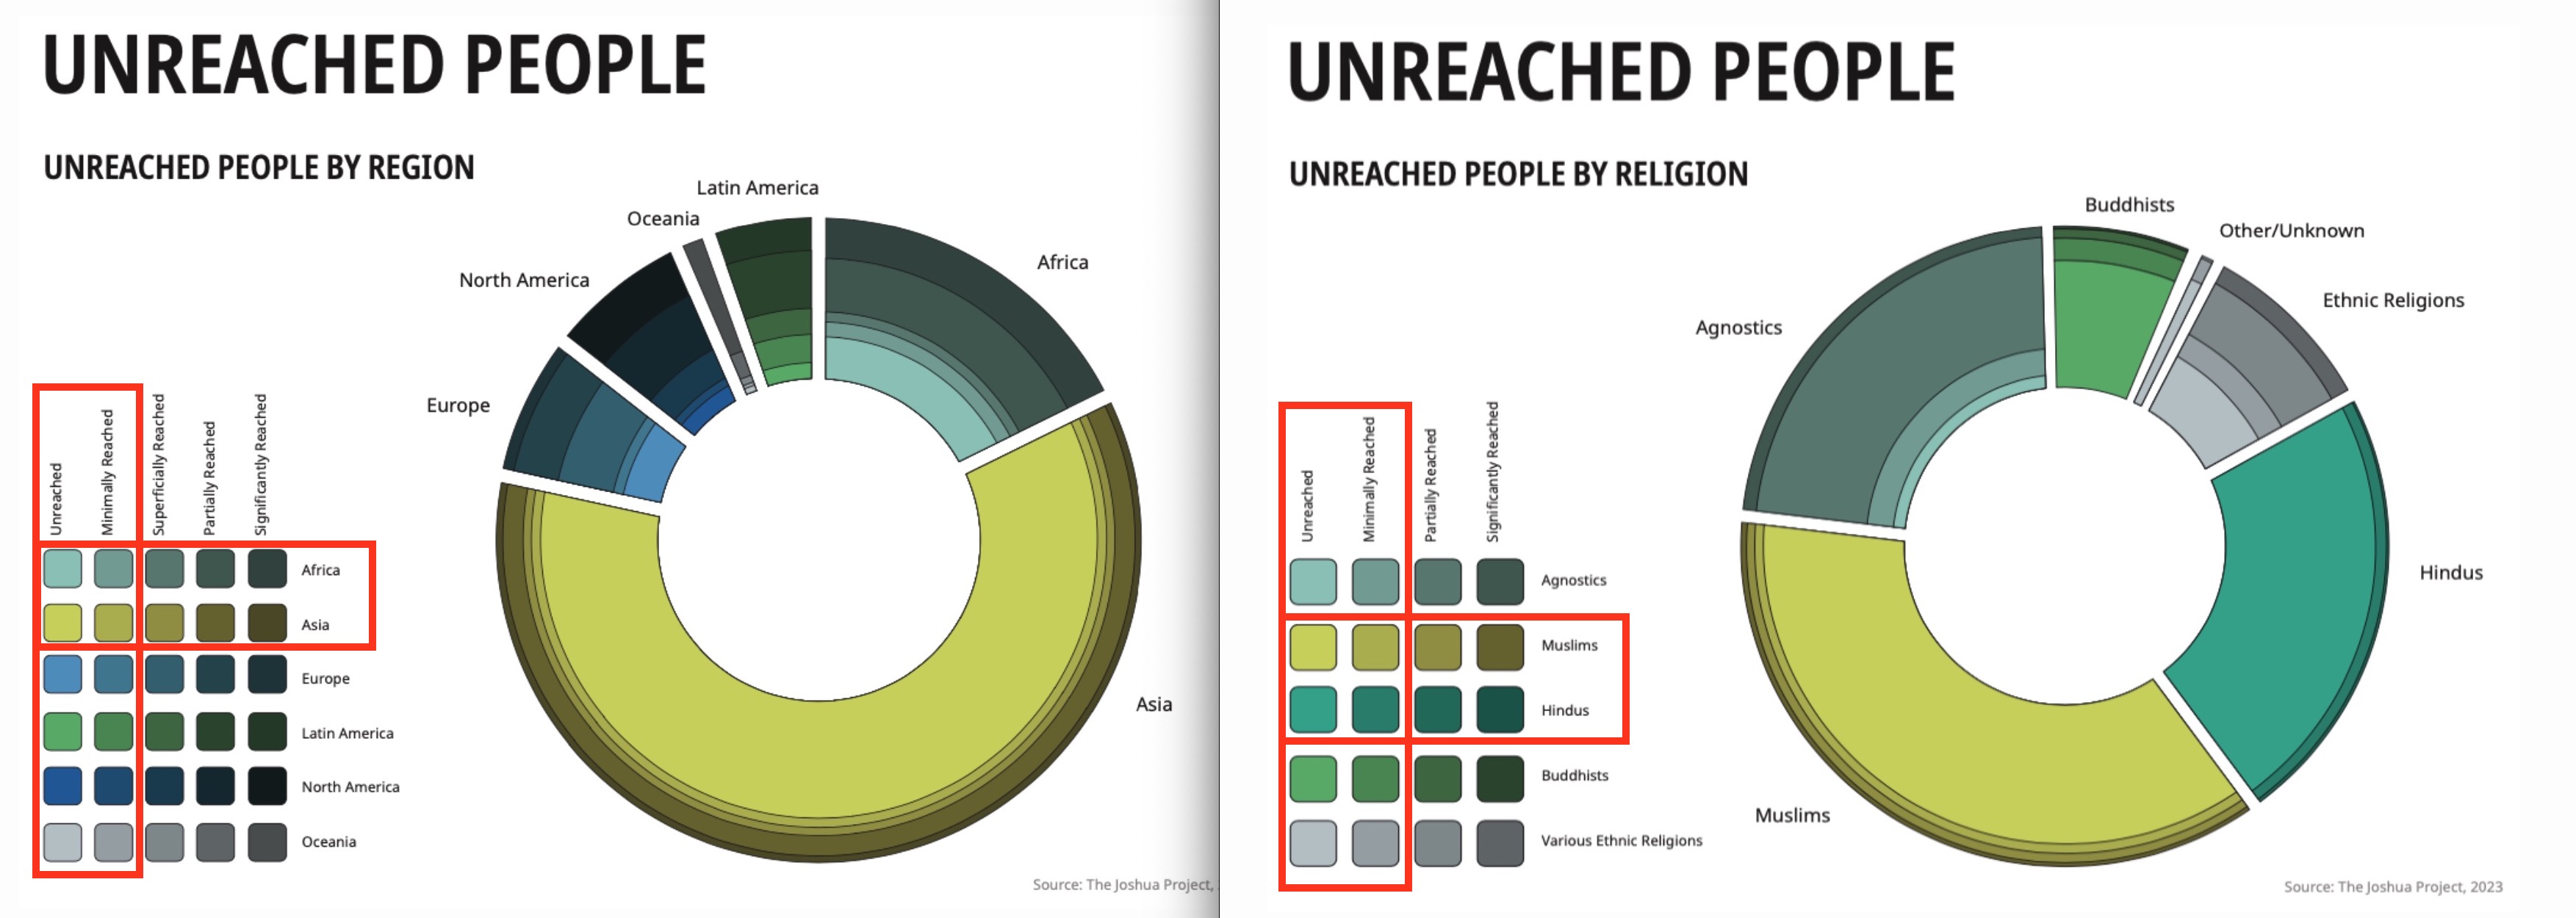 UNREACHED PEOPLE
UNREACHED PEOPLE BY REGION
Latin America
Oceania
Africa
North America
Europe
Asia
Unreached
Minimally Reached
Superficially Reached
Partially Reached
Significantly Reached
Africa
Asia
Europe
Latin America
North America
Oceania
Source: The Joshua Project,
UNREACHED PEOPLE
UNREACHED PEOPLE BY RELIGION
Buddhists
Other/Unknown
Ethnic Religions
Agnostics
Hindus
Muslims
Unreached
Minimally Reached
Partially Reached
Significantly Reached
Agnostics
Muslims
Hindus
Buddhists
Various Ethnic Religions
Source: The Joshua Project, 2023